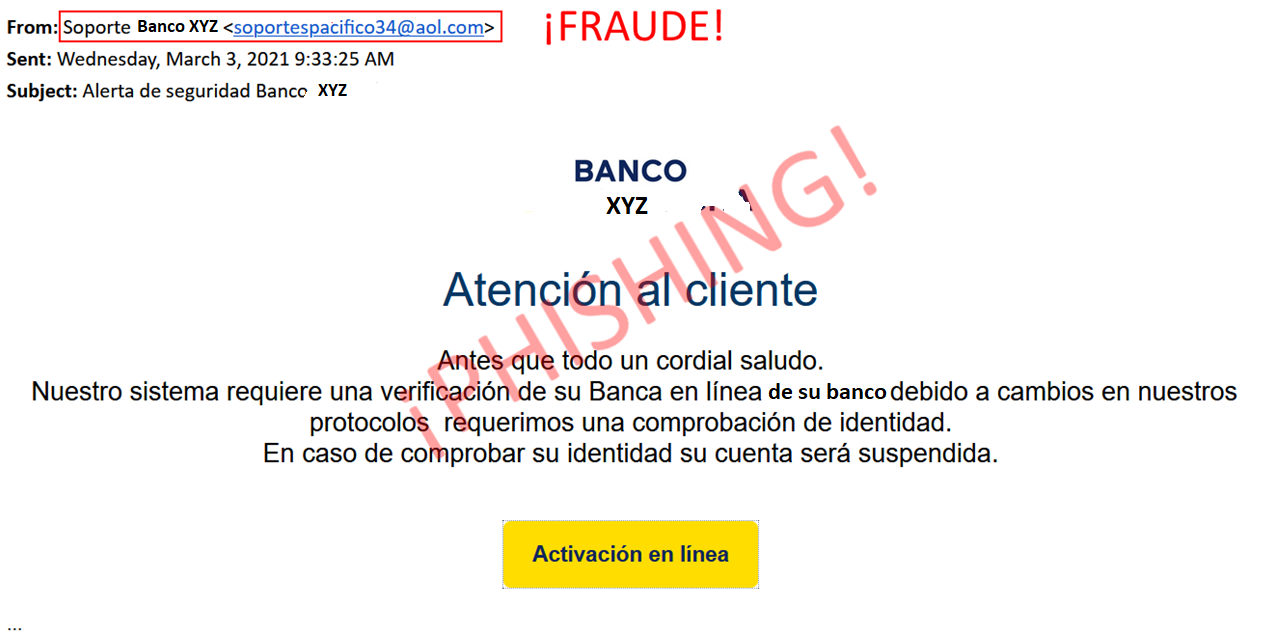 From: Soporte Banco XYZ <soportespacifico34@aol.com>
¡FRAUDE!
Sent: Wednesday, March 3, 2021 9:33:25 AM
Subject: Alerta de seguridad Banco XYZ
BANCO
XYZ
¡PHISHING!
Atención al cliente
Antes que todo un cordial saludo.
Nuestro sistema requiere una verificación de su Banca en línea de su banco debido a cambios en nuestros
protocolos requerimos una comprobación de identidad.
En caso de comprobar su identidad su cuenta será suspendida.
Activación en línea
...